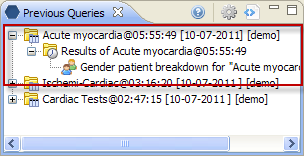 Previous Queries
Acute myocardia@05:55:49 [10-07-2011] [demo]
Results of Acute myocardia@05:55:49
Gender patient breakdown for "Acute myocar
Ischemi-Cardiac@03:16:20 [10-07-2011] [demo]
Cardiac Tests@02:47:15 [10-07-2011] [demo]